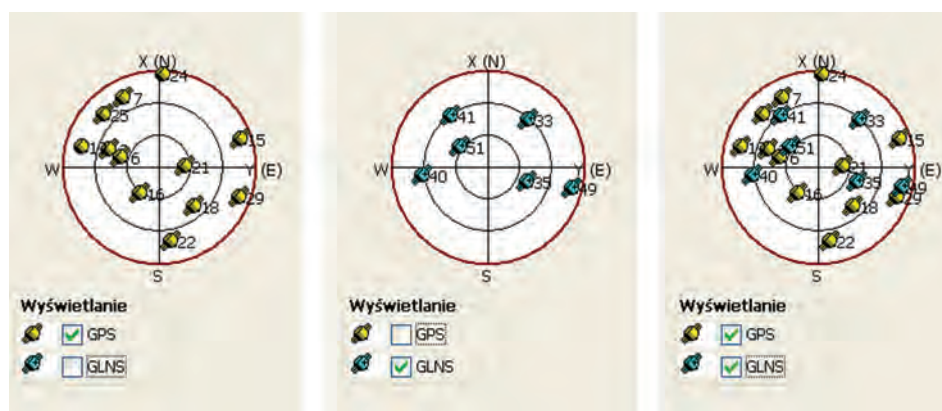 X (N)
24
7
25
15
6
21
W
Y (E)
16
29
18
22
S
Wyświetlanie
GPS
GLNS
X (N)
41
33
51
W
Y (E)
40
35
49
S
Wyświetlanie
GPS
GLNS
X (N)
24
7
41
33
15
51
6
21
W
Y (E)
40
35
49
16
29
18
22
S
Wyświetlanie
GPS
GLNS